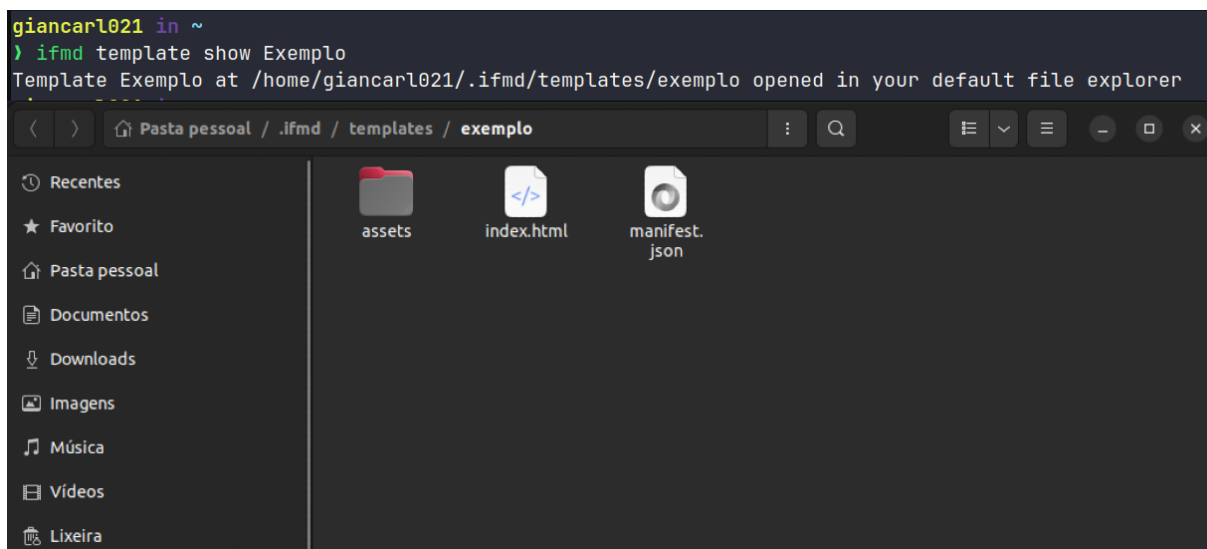 giancarl021 in ~
❯ ifmd template show Exemplo
Template Exemplo at /home/giancarl021/.ifmd/templates/exemplo opened in your default file explorer
Pasta pessoal / .ifmd / templates / exemplo
Recentes
Favorito
Pasta pessoal
Documentos
Downloads
Imagens
Música
Vídeos
Lixeira
assets
index.html
manifest.
json